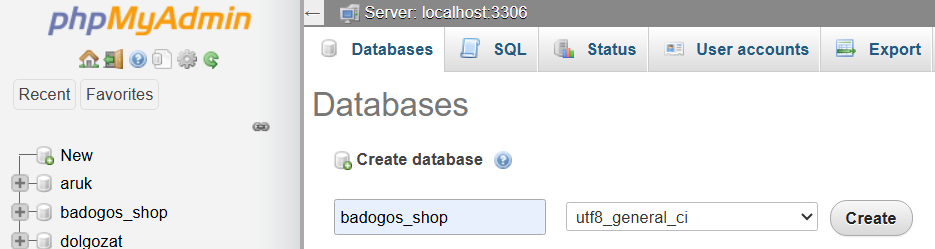 phpMyAdmin
Recent Favorites
New
aruk
badogos_shop
dolgozat
← Server: localhost:3306
Databases SQL Status User accounts Export
Databases
Create database
badogos_shop utf8_general_ci Create